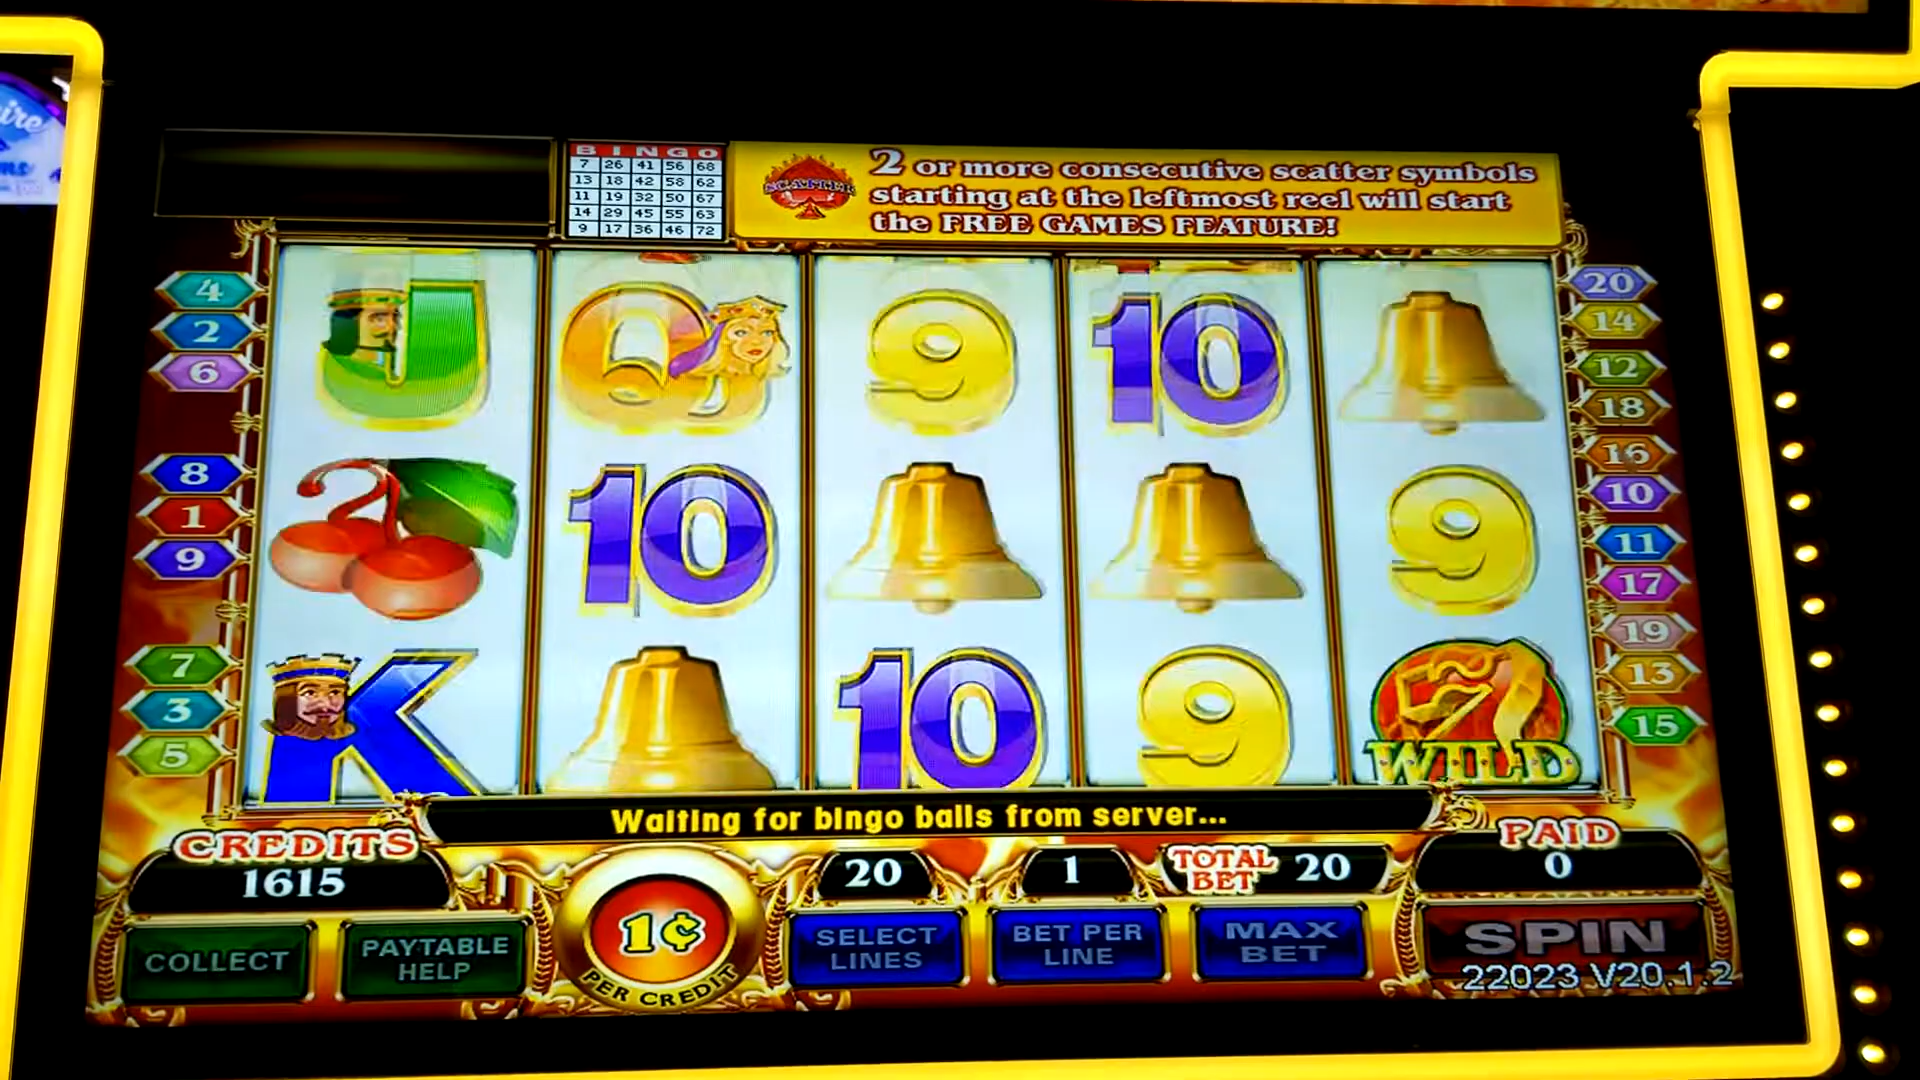 BINGO
7 26 41 56 68
13 18 42 58 62
11 19 32 50 67
14 29 45 55 63
9 17 36 46 72
SCATTER
2 or more consecutive scatter symbols
starting at the leftmost reel will start
the FREE GAMES FEATURE!
4
2
6
8
1
9
7
3
5
J
Q
9
10
10
9
K
10
9
WILD
20
14
12
18
16
10
11
17
19
13
15
Waiting for bingo balls from server...
CREDITS
1615
20
1
TOTAL
BET
20
PAID
0
COLLECT
PAYTABLE
HELP
1¢
PER CREDIT
SELECT
LINES
BET PER
LINE
MAX
BET
SPIN
22023 V20.1.2